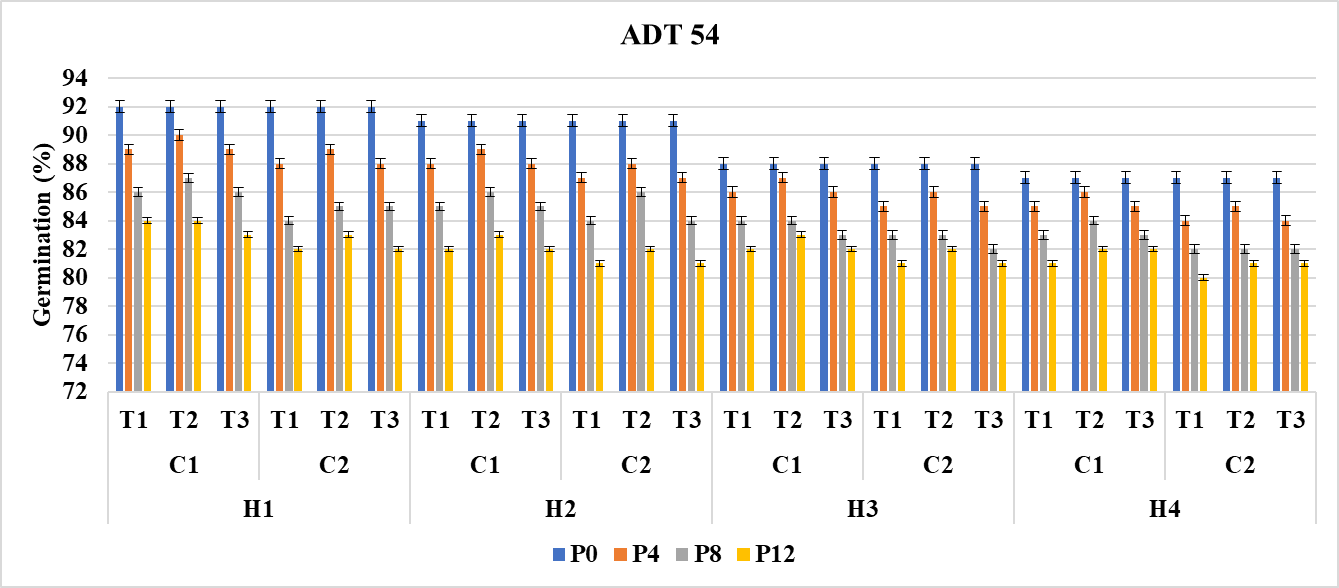 ADT 54
Germination (%)
94
92
90
88
86
84
82
80
78
76
74
72
T1 T2 T3 T1 T2 T3 T1 T2 T3 T1 T2 T3 T1 T2 T3 T1 T2 T3 T1 T2 T3 T1 T2 T3
C1 C2 C1 C2 C1 C2 C1 C2
H1 H2 H3 H4
P0 P4 P8 P12